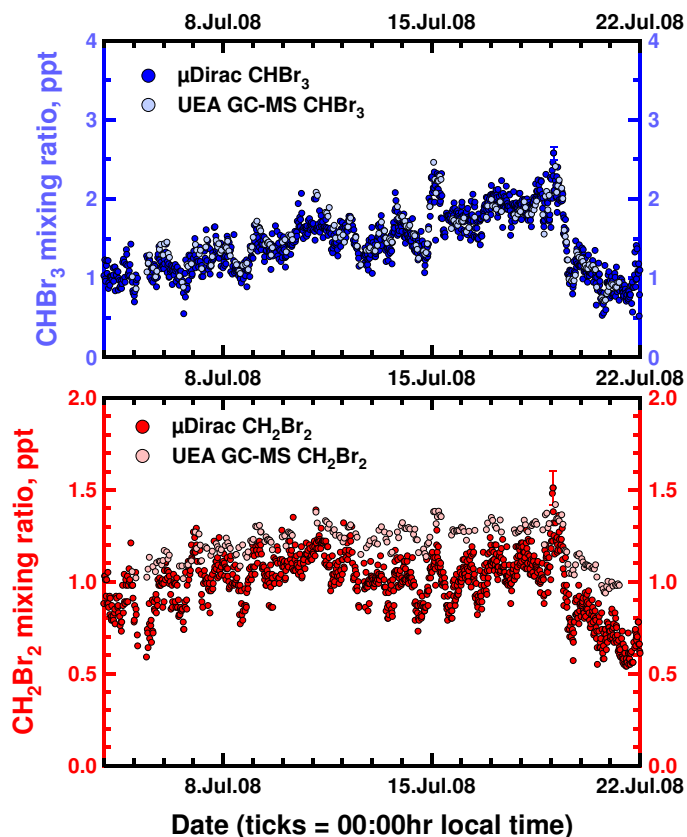 8.Jul.08 15.Jul.08 22.Jul.08
4 4
µDirac CHBr3
UEA GC-MS CHBr3
3 3
CHBr3 mixing ratio, ppt
2 2
1 1
0 0
8.Jul.08 15.Jul.08 22.Jul.08
2.0 2.0
µDirac CH2Br2
UEA GC-MS CH2Br2
1.5 1.5
CH2Br2 mixing ratio, ppt
1.0 1.0
0.5 0.5
0.0 0.0
8.Jul.08 15.Jul.08 22.Jul.08
Date (ticks = 00:00hr local time)